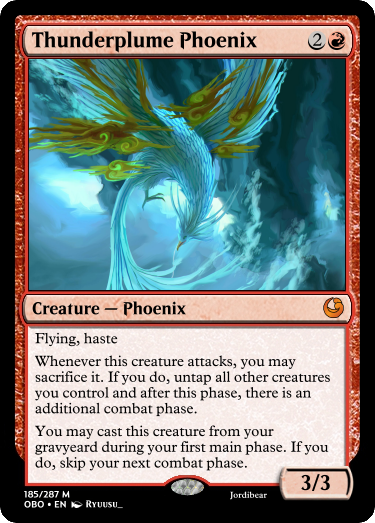 Thunderplume Phoenix 2
Creature — Phoenix
Flying, haste
Whenever this creature attacks, you may
sacrifice it. If you do, untap all other creatures
you control and after this phase, there is an
additional combat phase.
You may cast this creature from your
graveyard during your first main phase. If you
do, skip your next combat phase.
3/3
185/287 M
OBO • EN Ryuusu_
Jordibear